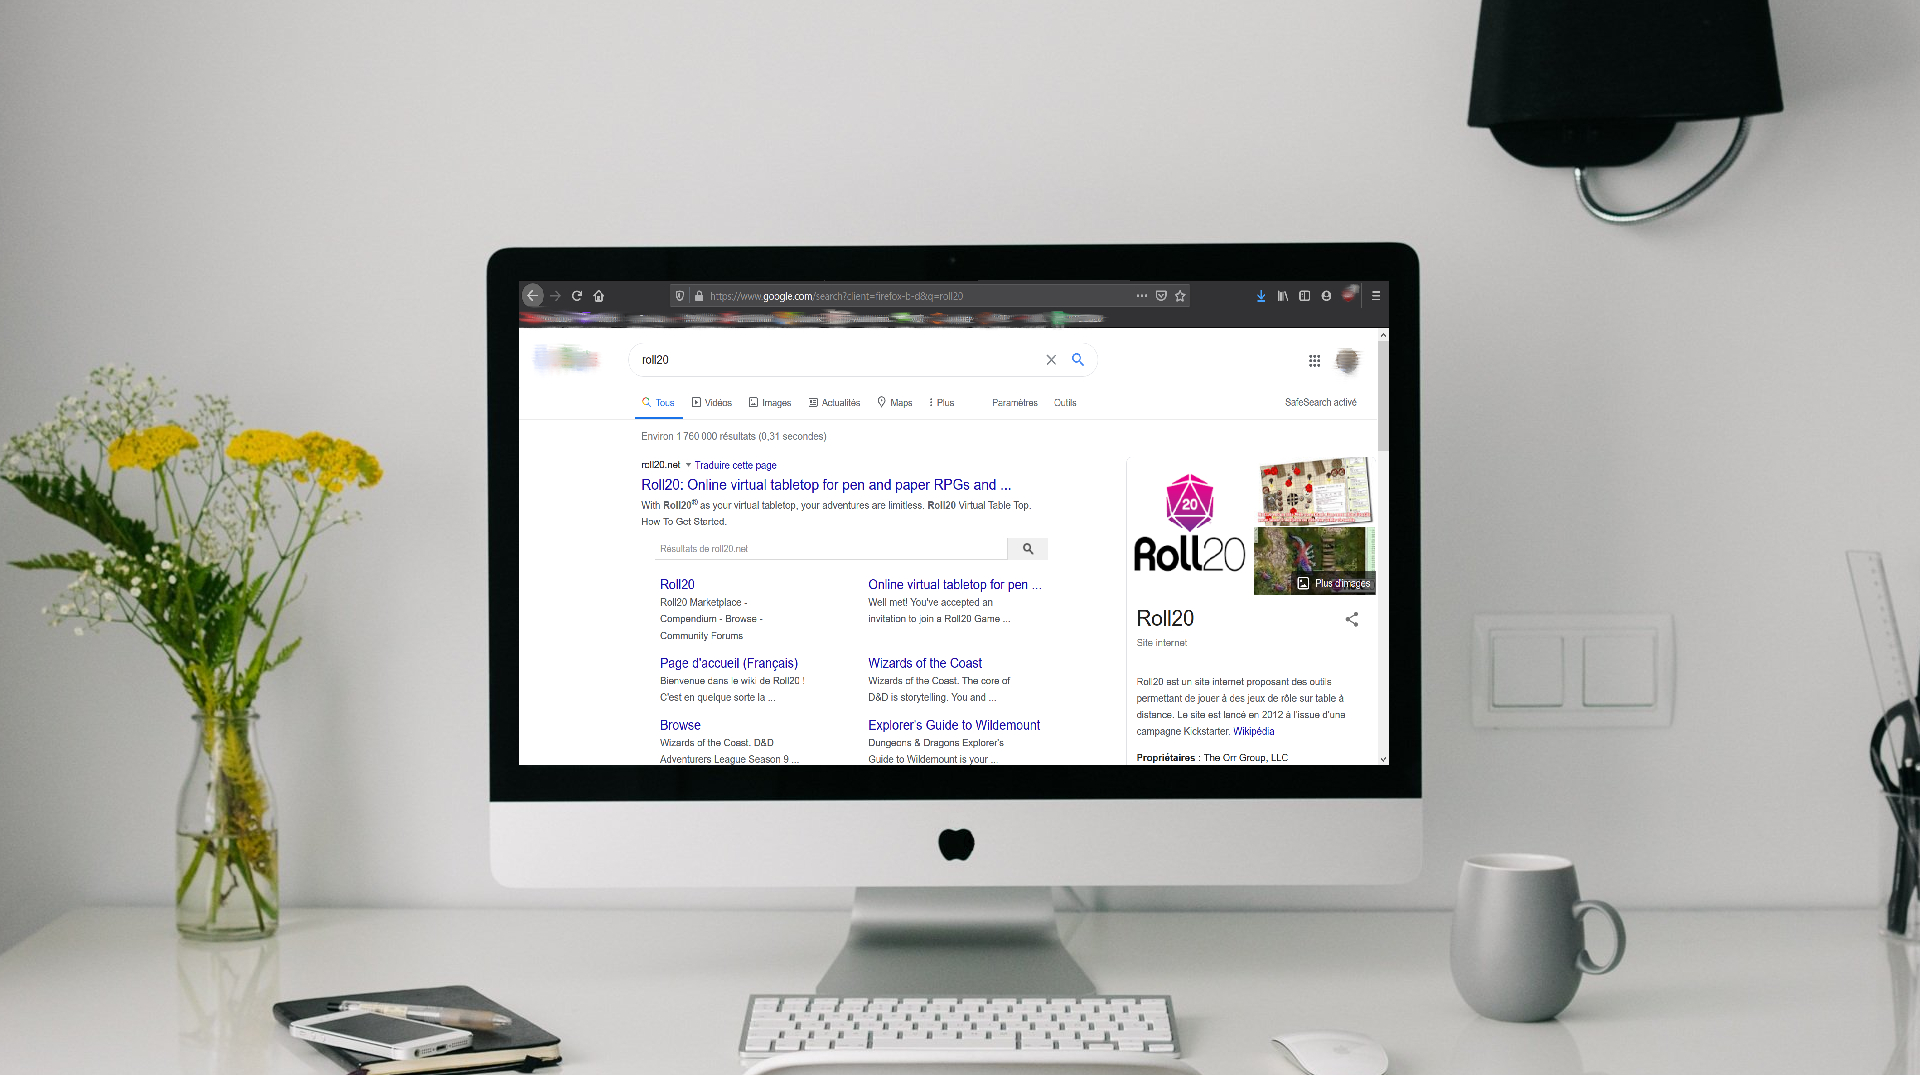 https://www.google.com/search?client=firefox-b-d&q=roll20
roll20
Tous Vidéos Images Actualités Maps Plus Paramètres Outils SafeSearch activé
Environ 1 760 000 résultats (0,31 secondes)
roll20.net Traduire cette page
Roll20: Online virtual tabletop for pen and paper RPGs and ...
With Roll20® as your virtual tabletop, your adventures are limitless. Roll20 Virtual Table Top.
How To Get Started.
Résultats de roll20.net
Roll20
Roll20 Marketplace -
Compendium - Browse -
Community Forums
Online virtual tabletop for pen ...
Well met! You've accepted an
invitation to join a Roll20 Game ...
Page d'accueil (Français)
Bienvenue dans le wiki de Roll20 !
C'est en quelque sorte la ...
Wizards of the Coast
Wizards of the Coast. The core of
D&D is storytelling. You and ...
Browse
Wizards of the Coast. D&D
Adventurers League Season 9 ...
Explorer's Guide to Wildemount
Dungeons & Dragons Explorer's
Guide to Wildemount is your ...
20
Roll20
Plus d'images
Roll20
Site internet
Roll20 est un site internet proposant des outils
permettant de jouer à des jeux de rôle sur table à
distance. Le site est lancé en 2012 à l'issue d'une
campagne Kickstarter. Wikipédia
Propriétaires : The Orr Group, LLC